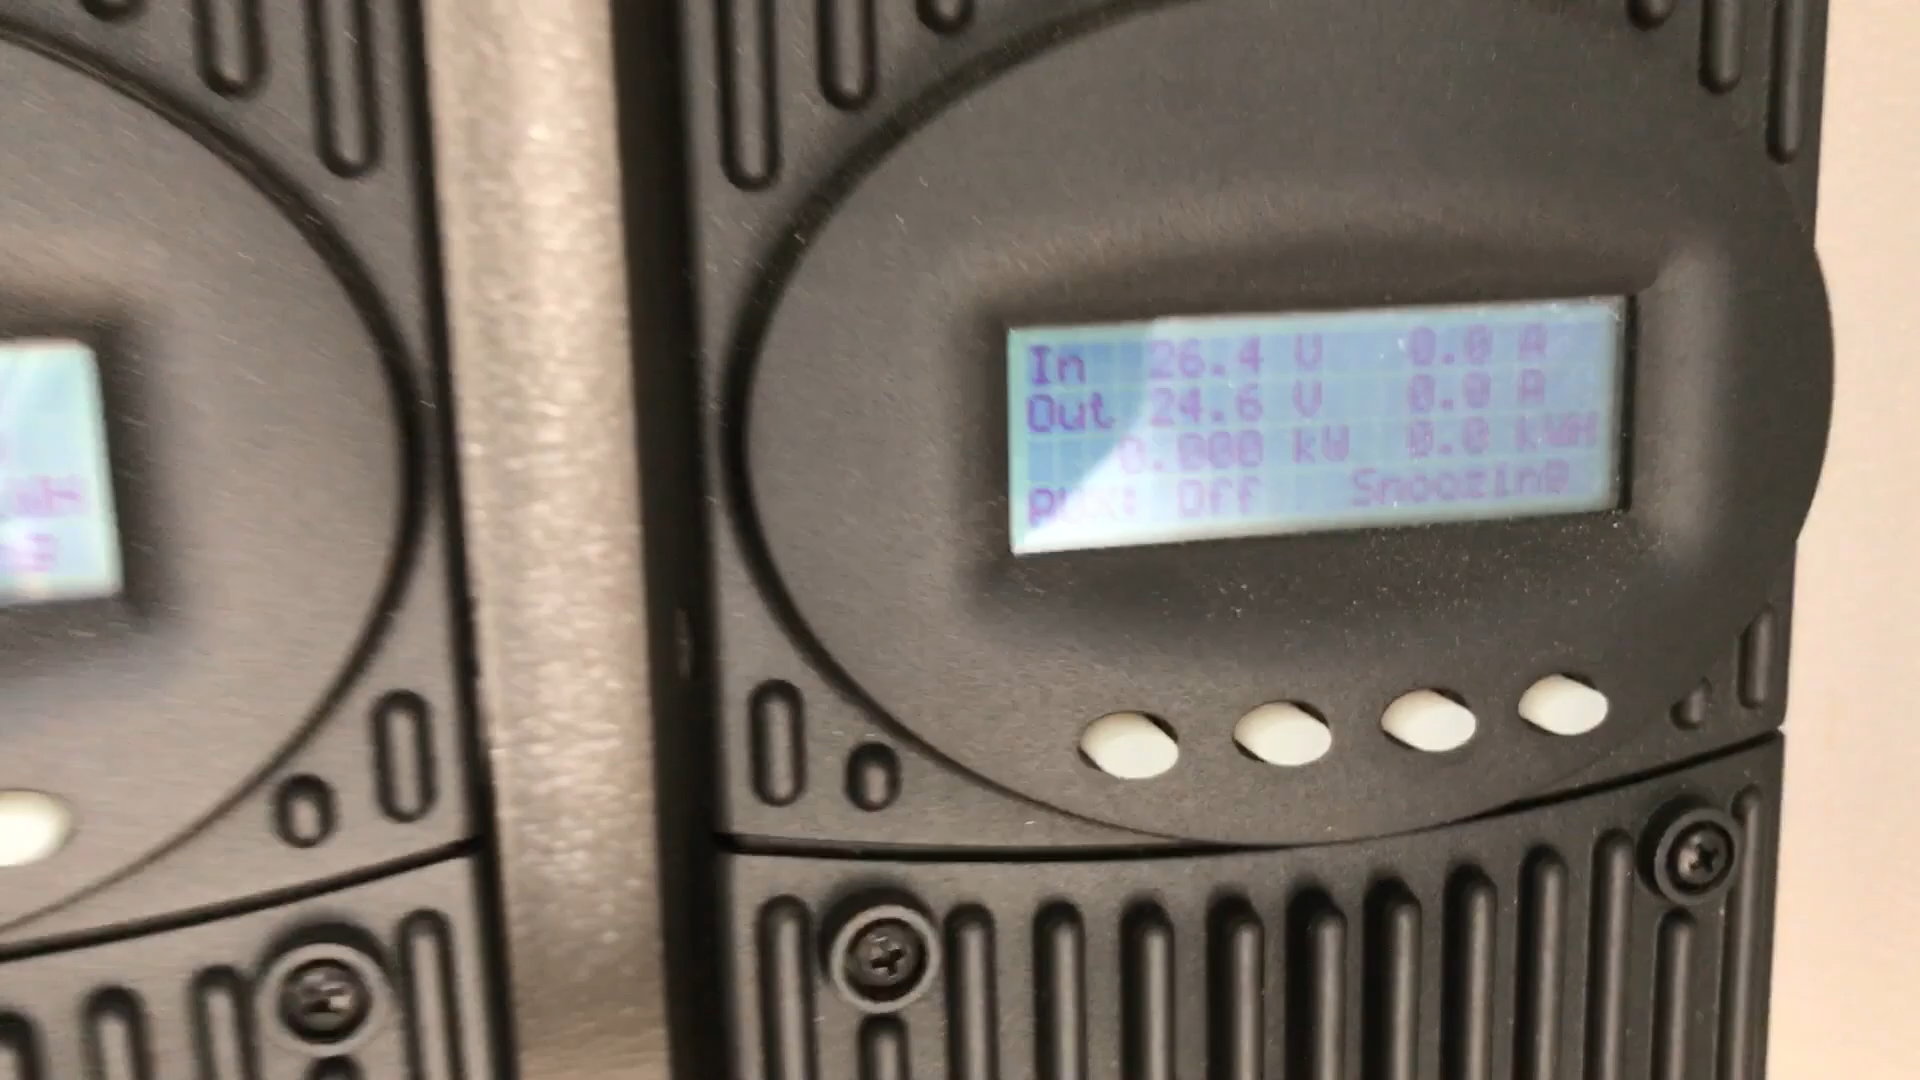 In 26.4 V 0.0 A
Out 24.6 V 0.0 A
0.000 kW 0.0 kWH
Aux: Off Snoozing